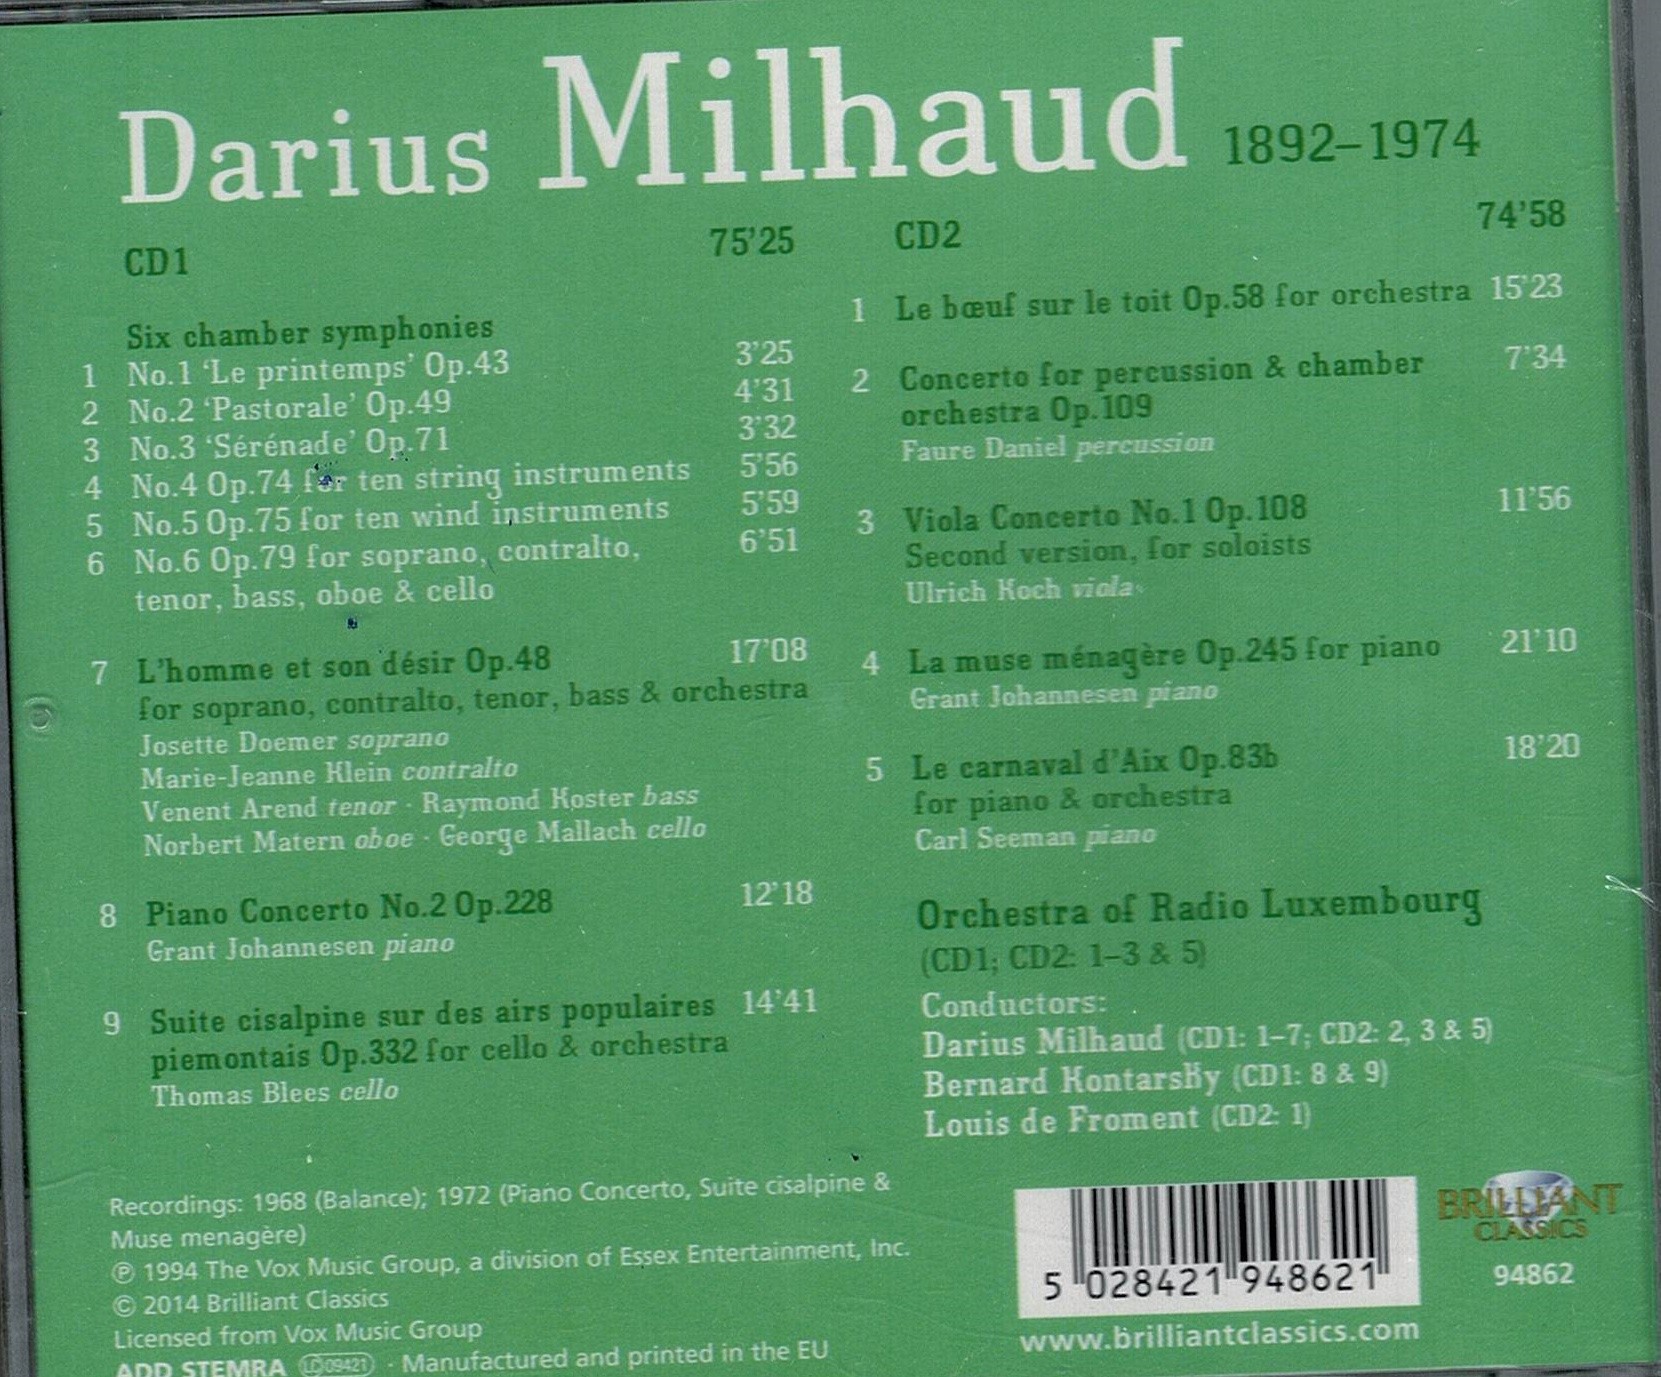 Darius Milhaud 1892–1974
CD1 75'25
Six chamber symphonies
1 No.1 ‘Le printemps’ Op.43 3'25
2 No.2 ‘Pastorale’ Op.49 4'31
3 No.3 ‘Sérénade’ Op.71 3'32
4 No.4 Op.74 for ten string instruments 5'56
5 No.5 Op.75 for ten wind instruments 5'59
6 No.6 Op.79 for soprano, contralto, 6'51
tenor, bass, oboe & cello
7 L'homme et son désir Op.48 17'08
for soprano, contralto, tenor, bass & orchestra
Josette Doemer soprano
Marie-Jeanne Klein contralto
Venent Arend tenor · Raymond Koster bass
Norbert Matern oboe · George Mallach cello
8 Piano Concerto No.2 Op.228 12'18
Grant Johannesen piano
9 Suite cisalpine sur des airs populaires 14'41
piemontais Op.332 for cello & orchestra
Thomas Blees cello
CD2 74'58
1 Le bœuf sur le toit Op.58 for orchestra 15'23
2 Concerto for percussion & chamber 7'34
orchestra Op.109
Faure Daniel percussion
3 Viola Concerto No.1 Op.108 11'56
Second version, for soloists
Ulrich Koch viola
4 La muse ménagère Op.245 for piano 21'10
Grant Johannesen piano
5 Le carnaval d'Aix Op.83b 18'20
for piano & orchestra
Carl Seeman piano
Orchestra of Radio Luxembourg
(CD1; CD2: 1–3 & 5)
Conductors:
Darius Milhaud (CD1: 1–7; CD2: 2, 3 & 5)
Bernard Kontarsky (CD1: 8 & 9)
Louis de Froment (CD2: 1)
Recordings: 1968 (Balance); 1972 (Piano Concerto, Suite cisalpine &
Muse menagère)
℗ 1994 The Vox Music Group, a division of Essex Entertainment, Inc.
© 2014 Brilliant Classics
Licensed from Vox Music Group
ADD STEMRA LC 09421 · Manufactured and printed in the EU
5 028421 948621
www.brilliantclassics.com
BRILLIANT
CLASSICS
94862